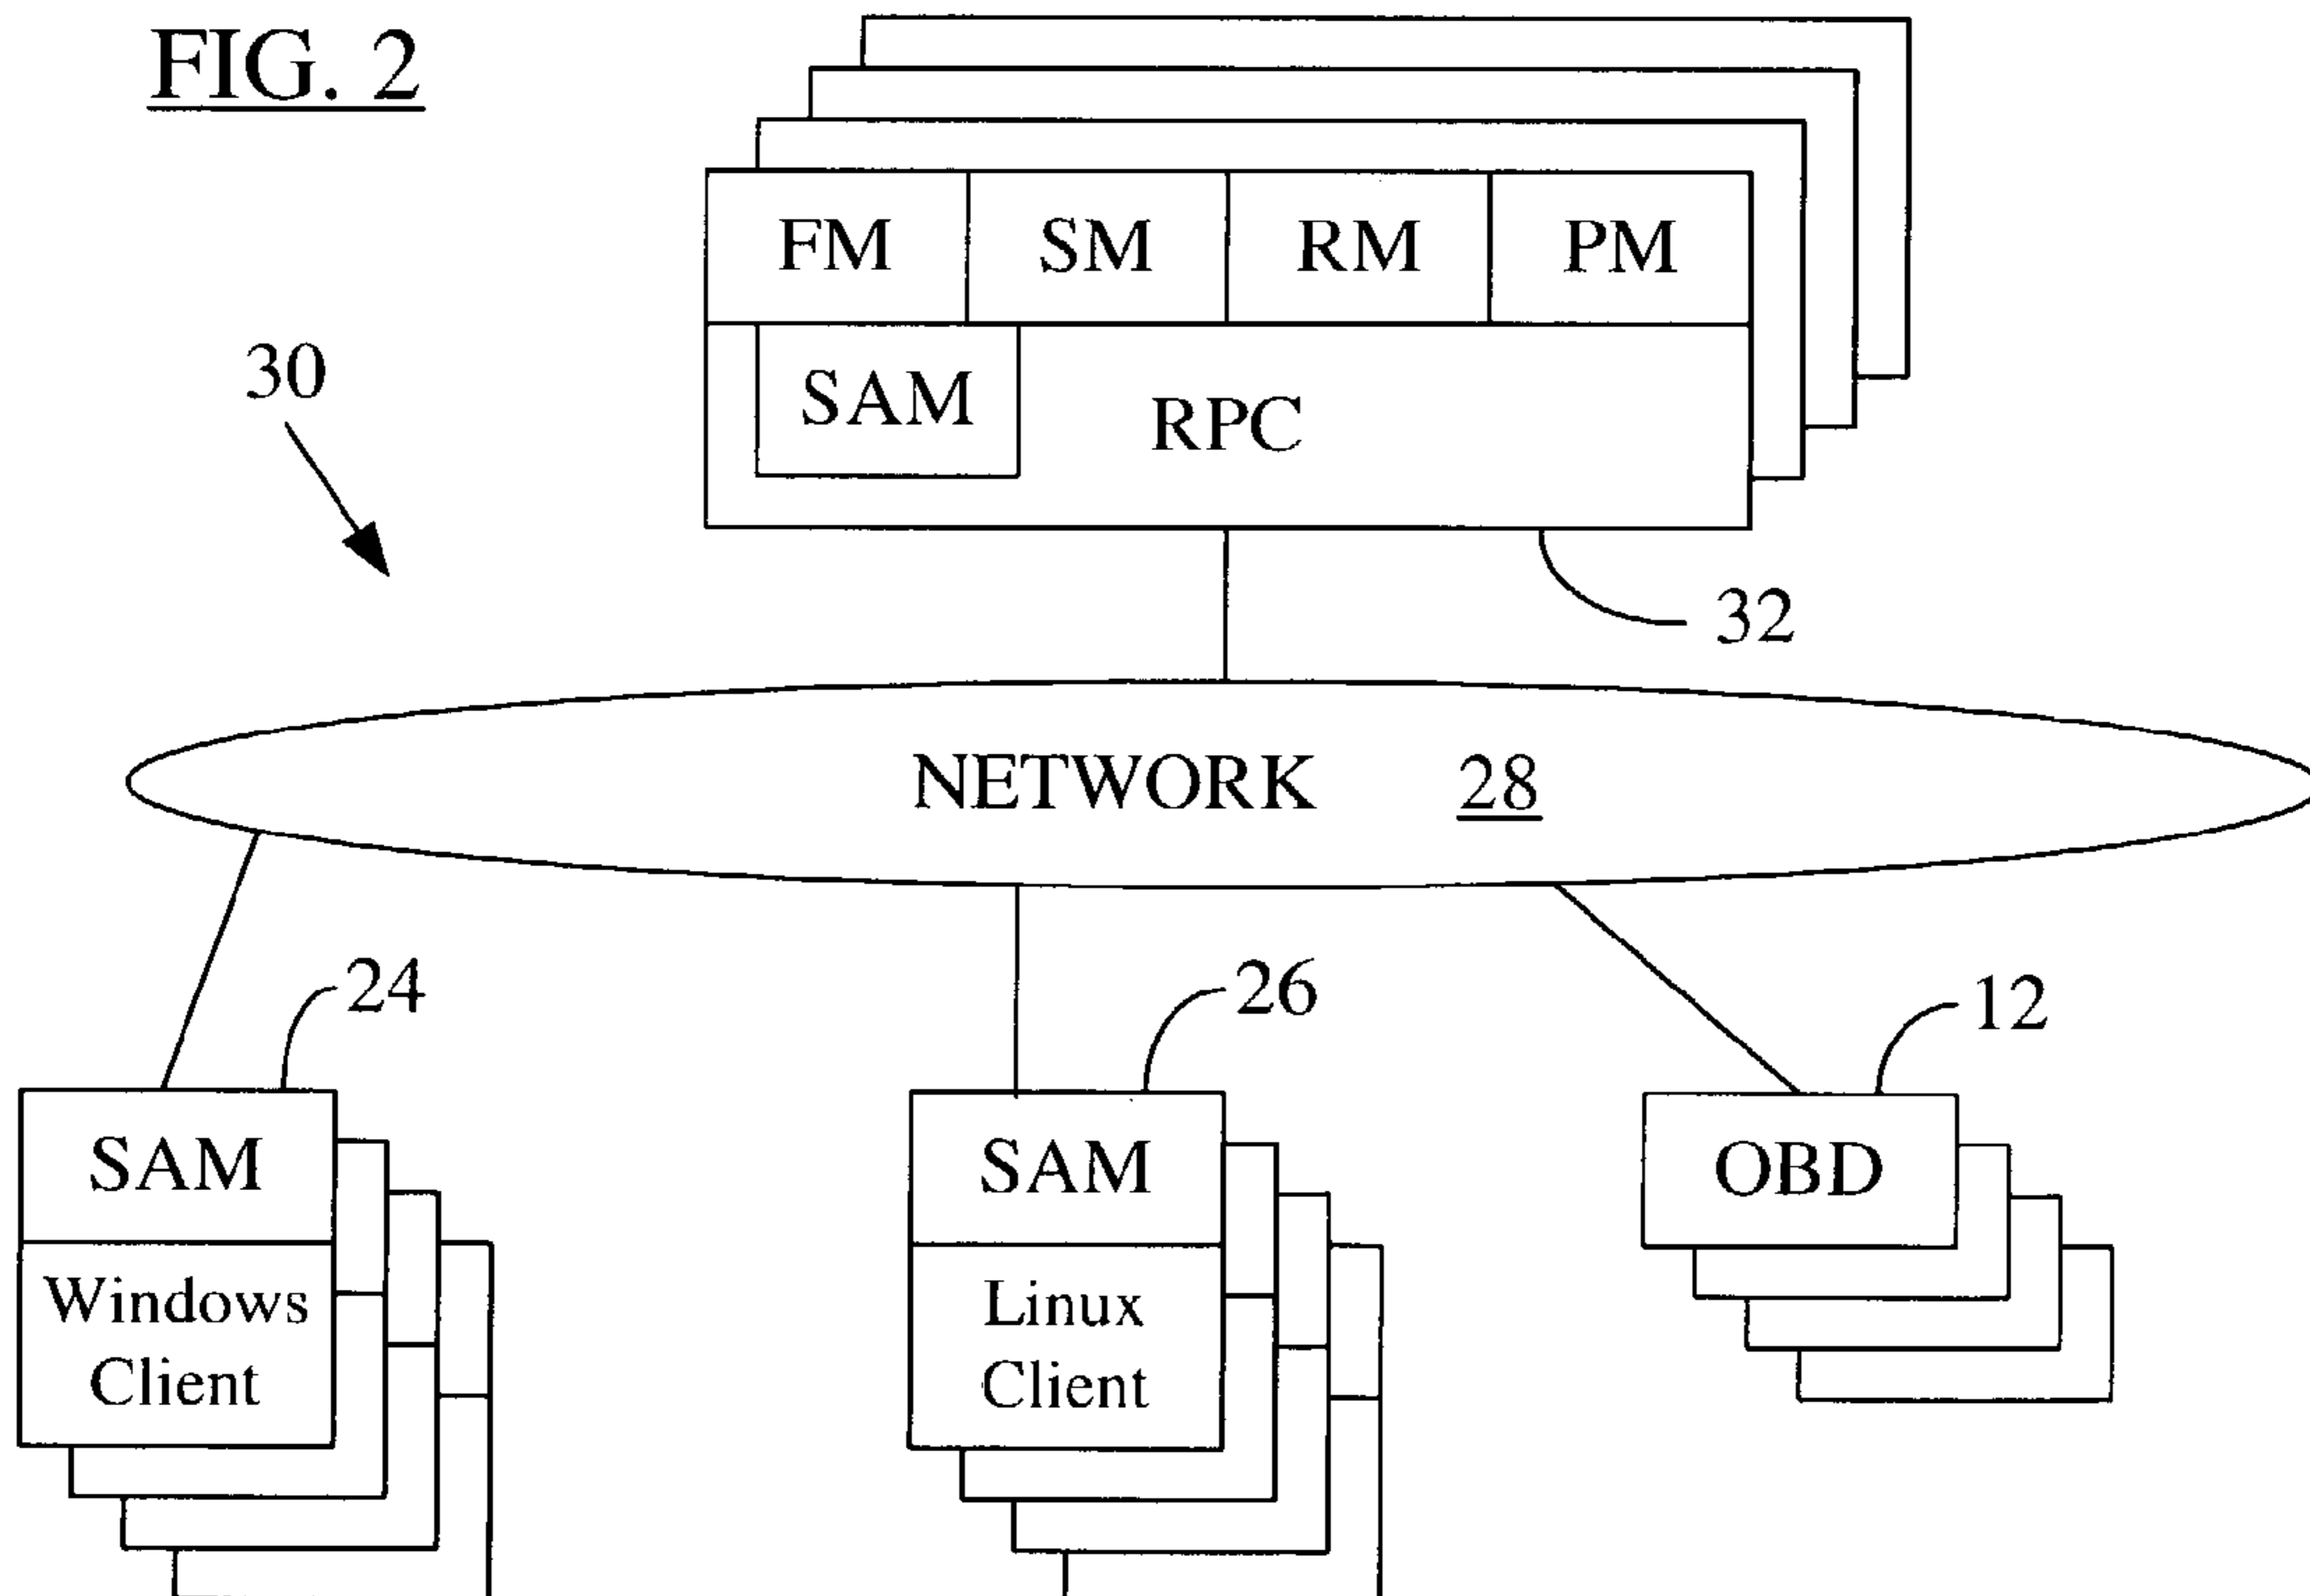 FIG. 2
FM SM RM PM
30
SAM RPC
32
NETWORK 28
24 26 12
SAM SAM OBD
Windows Linux
Client Client